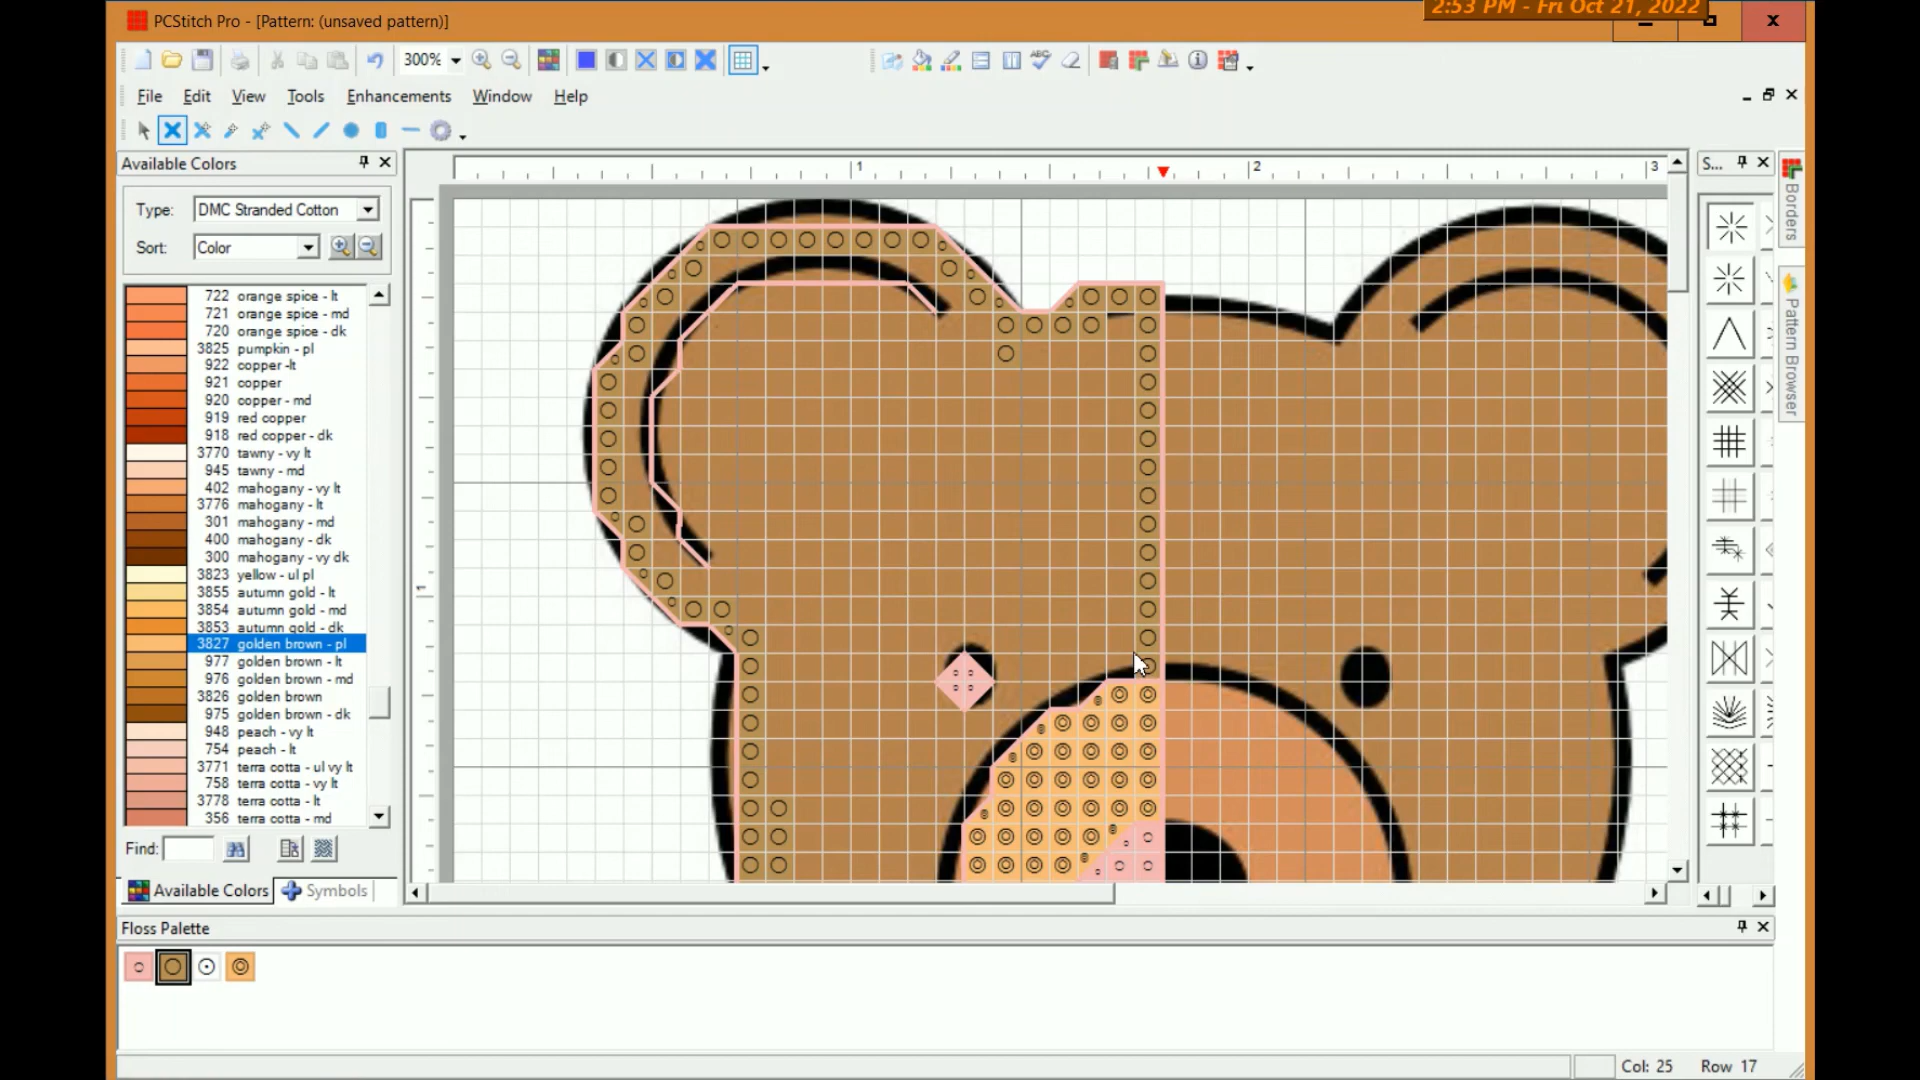 2:53 PM - Fri Oct 21, 2022
PCStitch Pro - [Pattern: (unsaved pattern)]
300%
ABC
File Edit View Tools Enhancements Window Help
Available Colors
Type: DMC Stranded Cotton
Sort: Color
722 orange spice - lt
721 orange spice - md
720 orange spice - dk
3825 pumpkin - pl
922 copper -lt
921 copper
920 copper - md
919 red copper
918 red copper - dk
3770 tawny - vy lt
945 tawny - md
402 mahogany - vy lt
3776 mahogany - lt
301 mahogany - md
400 mahogany - dk
300 mahogany - vy dk
3823 yellow - ul pl
3855 autumn gold - lt
3854 autumn gold - md
3853 autumn gold - dk
3827 golden brown - pl
977 golden brown - lt
976 golden brown - md
3826 golden brown
975 golden brown - dk
948 peach - vy lt
754 peach - lt
3771 terra cotta - ul vy lt
758 terra cotta - vy lt
3778 terra cotta - lt
356 terra cotta - md
Find:
Available Colors Symbols
1 2 3
1
S...
Borders
Pattern Browser
Floss Palette
Col: 25 Row 17